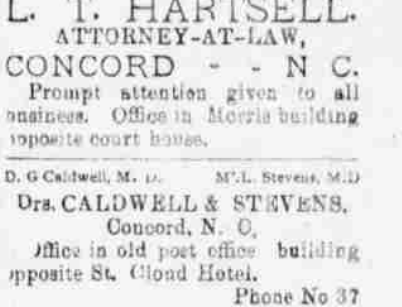 L. T. HARTSELL.
ATTORNEY-AT-LAW,
CONCORD - - N C.
Prompt attention given to all
business. Office in Morris building
opposite court house.
D. G Caldwell, M. D. M. L. Stevens, M.D
Drs. CALDWELL & STEVENS,
Concord, N. C.
Office in old post office building
opposite St. Cloud Hotel.
Phone No 37